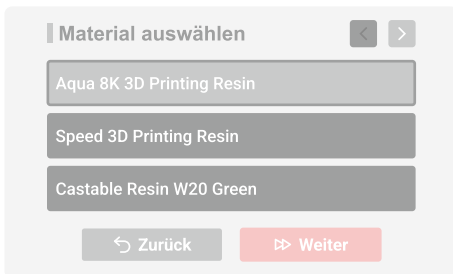 Material auswählen
Aqua 8K 3D Printing Resin
Speed 3D Printing Resin
Castable Resin W20 Green
Zurück
Weiter